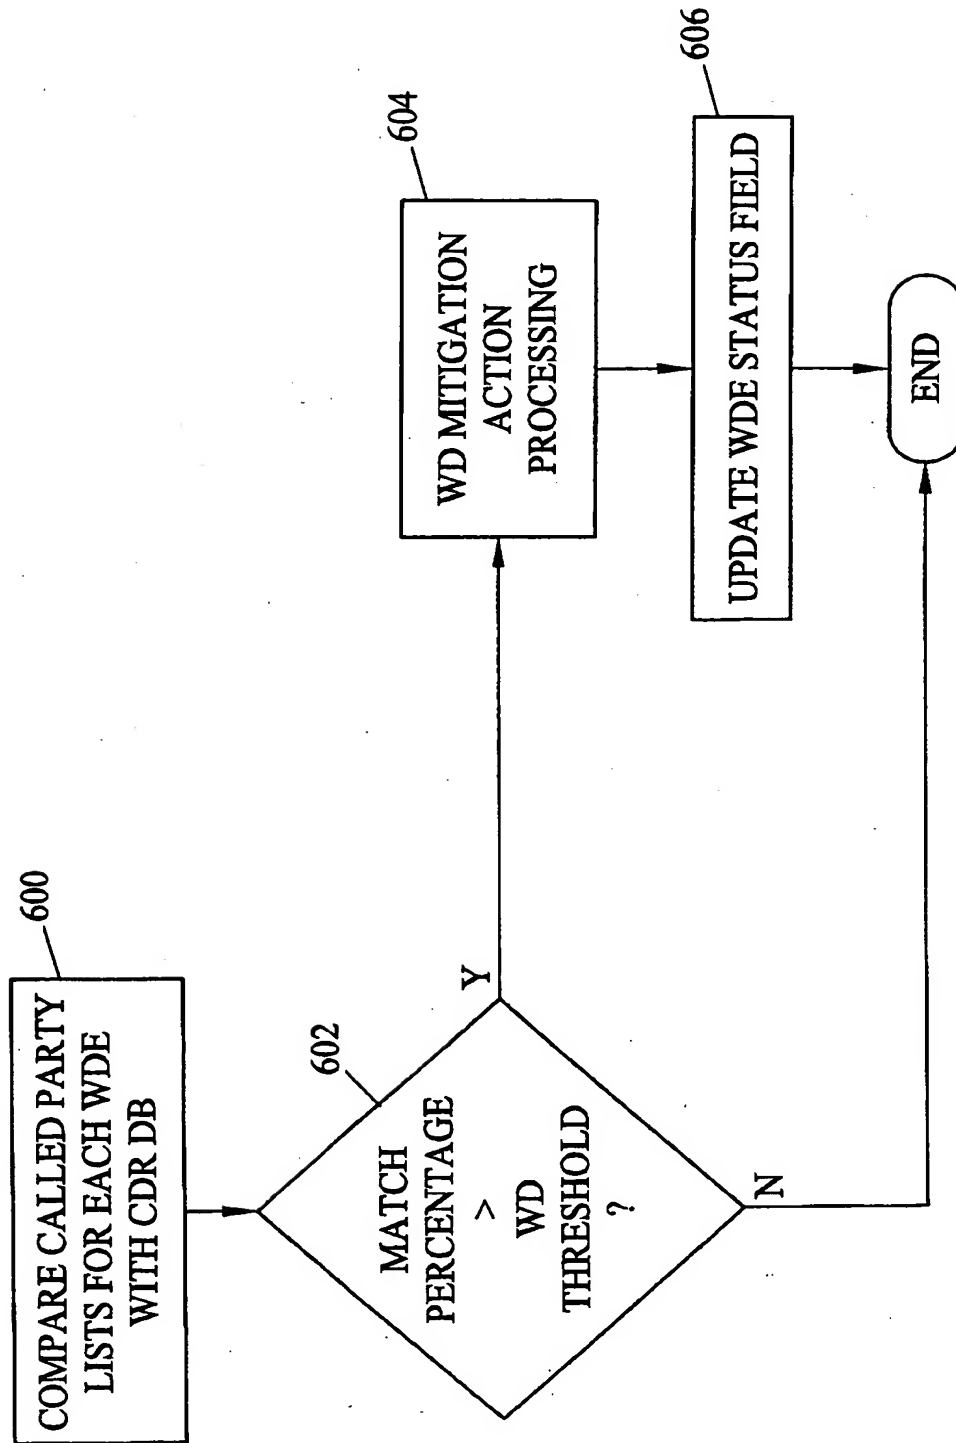 600
COMPARE CALLED PARTY
LISTS FOR EACH WDE
WITH CDR DB
602
MATCH
PERCENTAGE
>
WD
THRESHOLD
?
Y
N
604
WD MITIGATION
ACTION
PROCESSING
606
UPDATE WDE STATUS FIELD
END